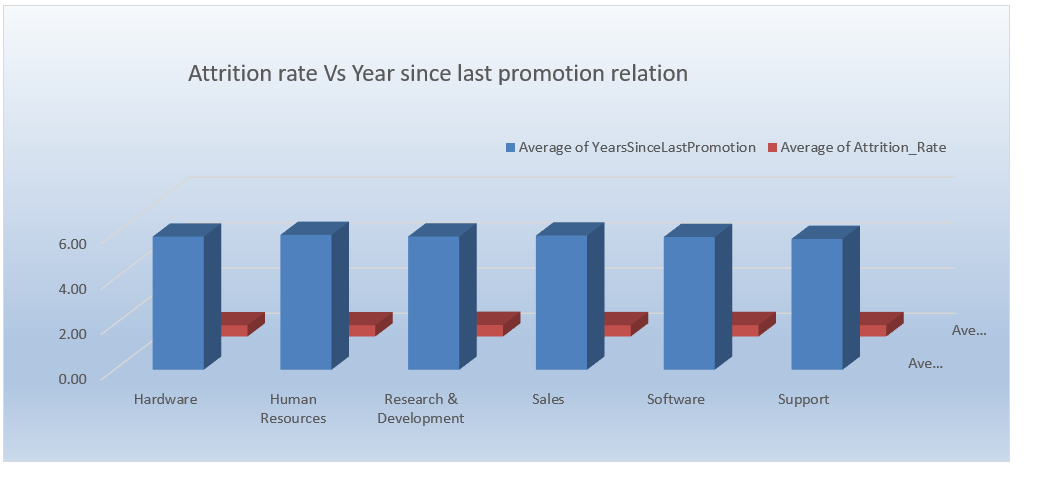 Attrition rate Vs Year since last promotion relation
Average of YearsSinceLastPromotion Average of Attrition_Rate
6.00
4.00
2.00
0.00
Ave...
Ave...
Hardware
Human
Resources
Research &
Development
Sales
Software
Support